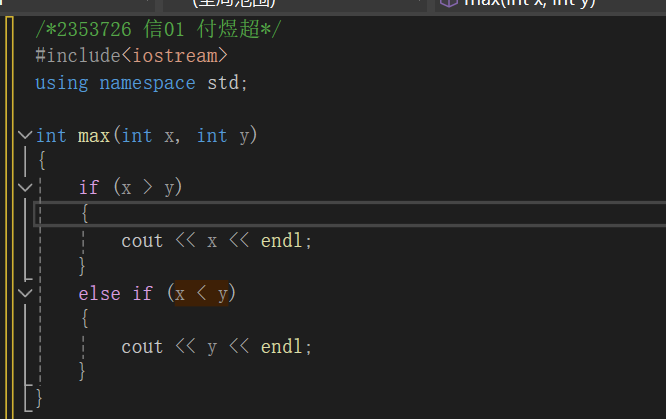 (全局范围) max(int x, int y)
/*2353726 信01 付煜超*/
#include<iostream>
using namespace std;
int max(int x, int y)
{
if (x > y)
{
cout << x << endl;
}
else if (x < y)
{
cout << y << endl;
}
}